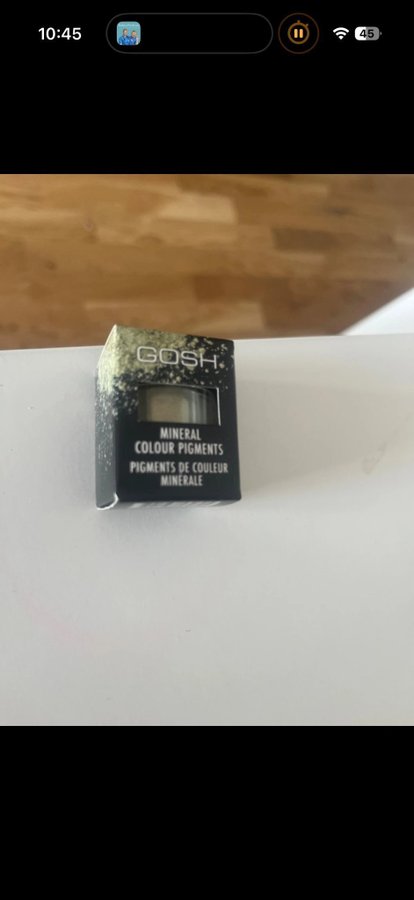 10:45
45
GOSH
MINERAL
COLOUR PIGMENTS
PIGMENTS DE COULEUR
MINÉRALE